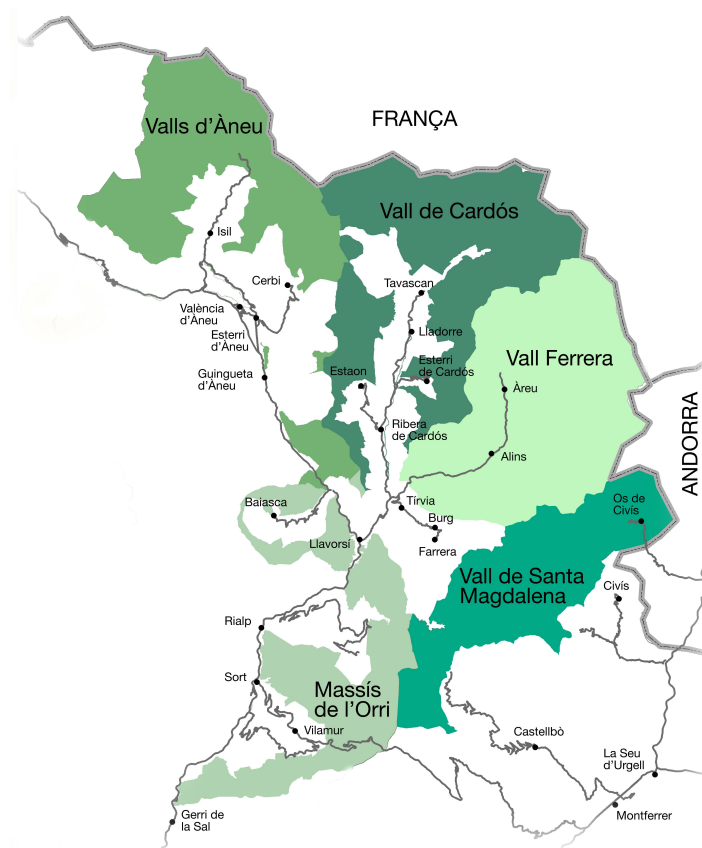 FRANÇA
Valls d'Àneu
Vall de Cardós
Isil
Cerbi
Tavascan
València
d'Àneu
Esterri
d'Àneu
Lladorre
Guingueta
d'Àneu
Estaon
Esterri
de Cardós
Vall Ferrera
Àreu
ANDORRA
Ribera
de Cardós
Alins
Baiasca
Tírvia
Os de
Civís
Burg
Llavorsí
Farrera
Vall de Santa
Magdalena
Civís
Rialp
Sort
Massís
de l'Orri
Vilamur
Castellbò
La Seu
d'Urgell
Gerri de
la Sal
Montferrer